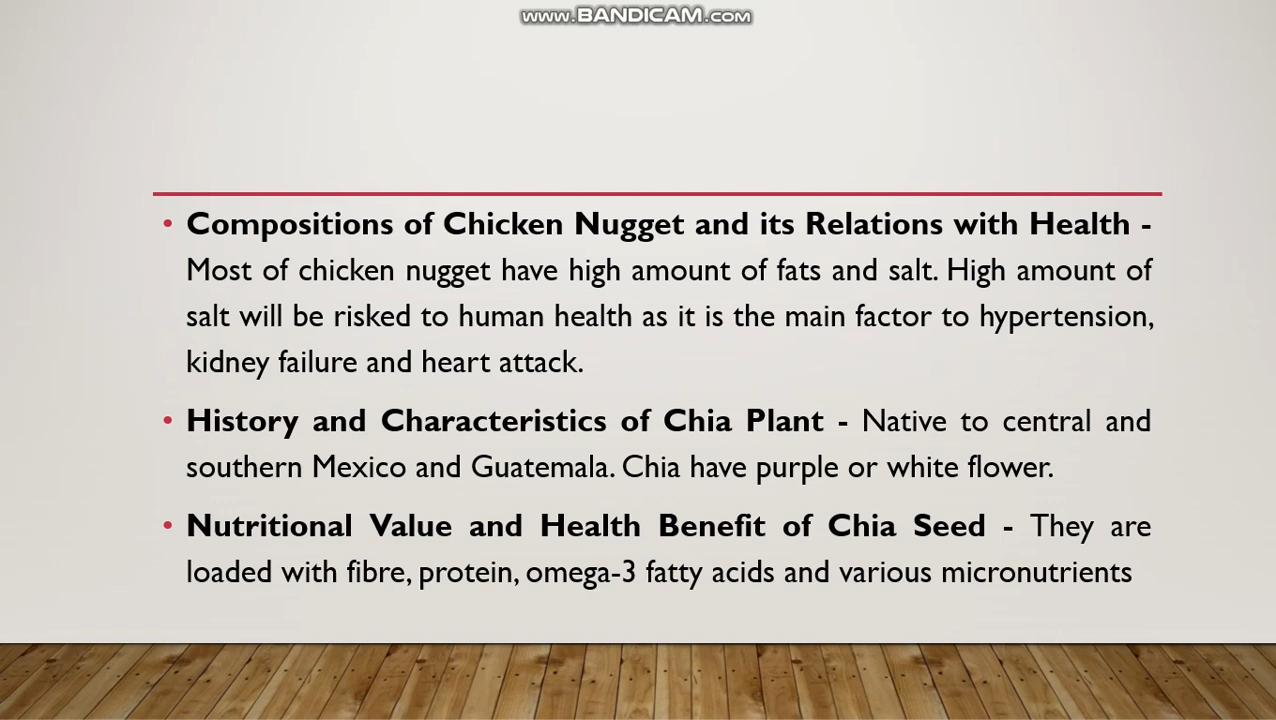 www.BANDICAM.com
• Compositions of Chicken Nugget and its Relations with Health -
Most of chicken nugget have high amount of fats and salt. High amount of
salt will be risked to human health as it is the main factor to hypertension,
kidney failure and heart attack.
• History and Characteristics of Chia Plant - Native to central and
southern Mexico and Guatemala. Chia have purple or white flower.
• Nutritional Value and Health Benefit of Chia Seed - They are
loaded with fibre, protein, omega-3 fatty acids and various micronutrients